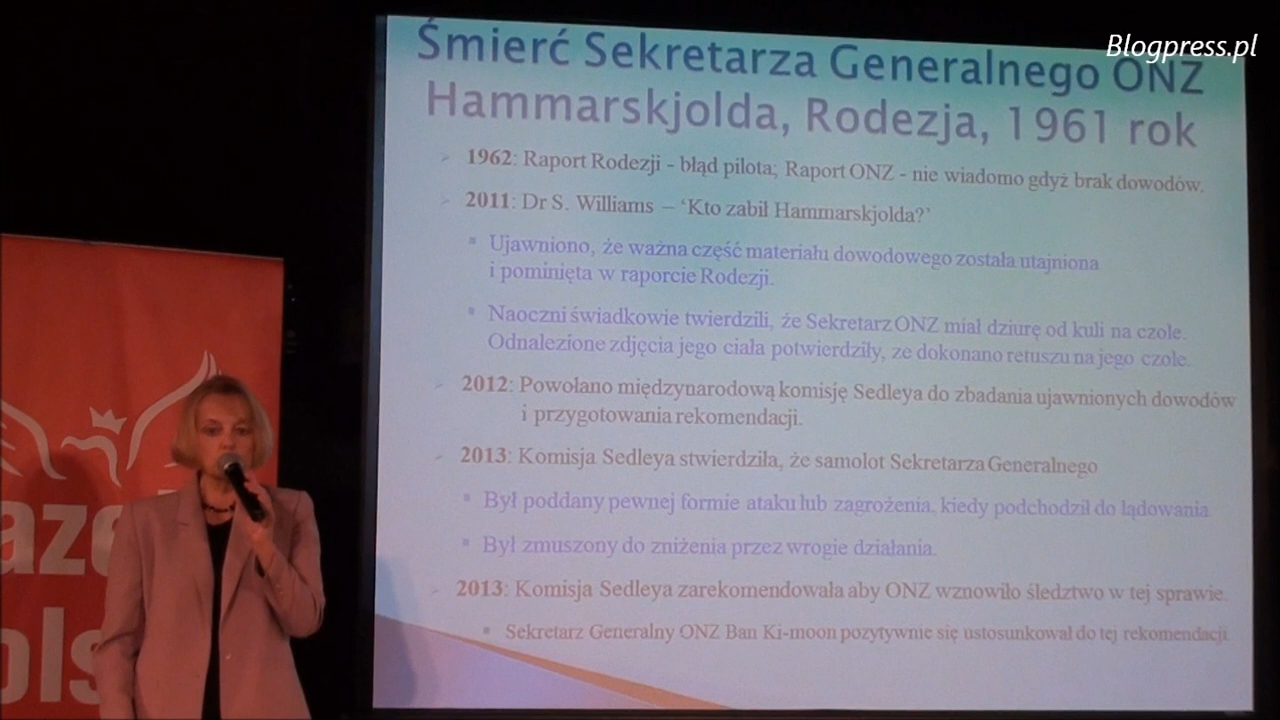 Blogpress.pl
Śmierć Sekretarza Generalnego ONZ
Hammarskjolda, Rodezja, 1961 rok
1962: Raport Rodezji - błąd pilota; Raport ONZ - nie wiadomo gdyż brak dowodów.
2011: Dr S. Williams – ‘Kto zabił Hammarskjolda?’
Ujawniono, że ważna część materiału dowodowego została utajniona
i pominięta w raporcie Rodezji.
Naoczni świadkowie twierdzili, że Sekretarz ONZ miał dziurę od kuli na czole.
Odnalezione zdjęcia jego ciała potwierdziły, ze dokonano retuszu na jego czole.
2012: Powołano międzynarodową komisję Sedleya do zbadania ujawnionych dowodów
i przygotowania rekomendacji.
2013: Komisja Sedleya stwierdziła, że samolot Sekretarza Generalnego
Był poddany pewnej formie ataku lub zagrożenia, kiedy podchodził do lądowania.
Był zmuszony do zniżenia przez wrogie działania.
2013: Komisja Sedleya zarekomendowała aby ONZ wznowiło śledztwo w tej sprawie.
Sekretarz Generalny ONZ Ban Ki-moon pozytywnie się ustosunkował do tej rekomendacji.
aze
ols